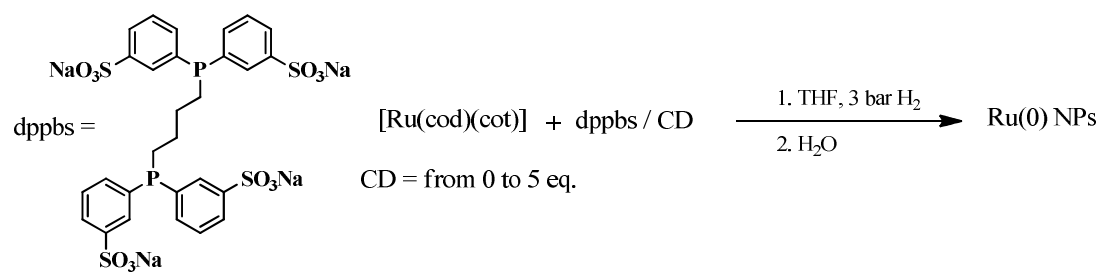 NaO3S P SO3Na
dppbs =
P SO3Na
NaO3S
SO3Na
[Ru(cod)(cot)] + dppbs / CD
CD = from 0 to 5 eq.
1. THF, 3 bar H2
2. H2O
Ru(0) NPs